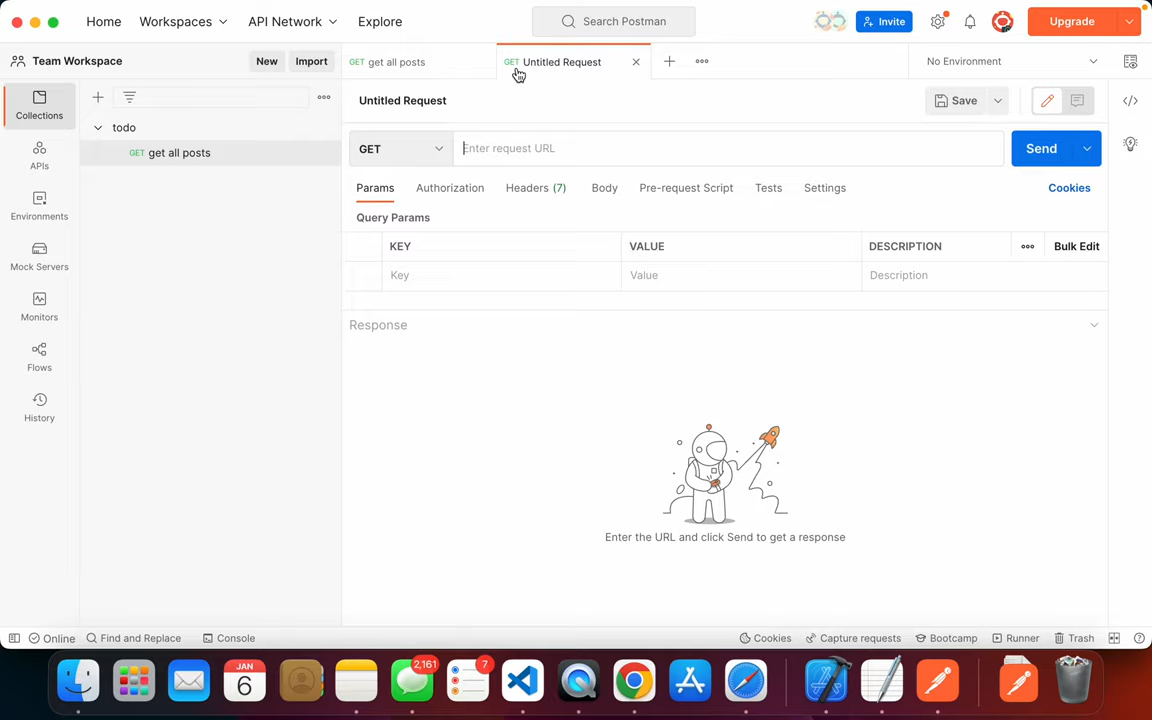 Home Workspaces API Network Explore Search Postman Invite Upgrade
Team Workspace New Import GET get all posts GET Untitled Request No Environment
Collections
APIs
Environments
Mock Servers
Monitors
Flows
History
todo
GET get all posts
Untitled Request Save
GET Enter request URL Send
Params Authorization Headers (7) Body Pre-request Script Tests Settings Cookies
Query Params
KEY VALUE DESCRIPTION Bulk Edit
Key Value Description
Response
Enter the URL and click Send to get a response
Online Find and Replace Console Cookies Capture requests Bootcamp Runner Trash
JAN
6
2,161
7